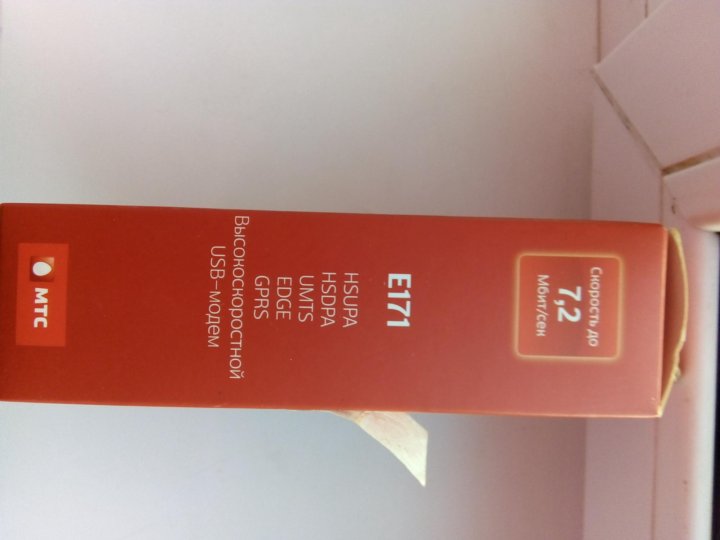 Скорость до
7,2
Мбит/сек
E171
HSUPA
HSDPA
UMTS
EDGE
GPRS
Высокоскоростной
USB–модем
МТС